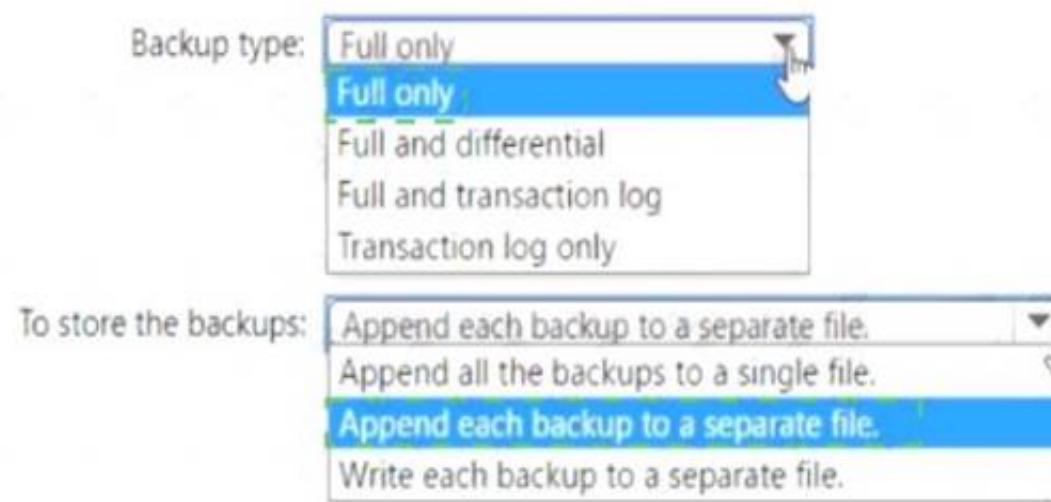 Backup type: Full only
Full only
Full and differential
Full and transaction log
Transaction log only
To store the backups: Append each backup to a separate file.
Append all the backups to a single file.
Append each backup to a separate file.
Write each backup to a separate file.